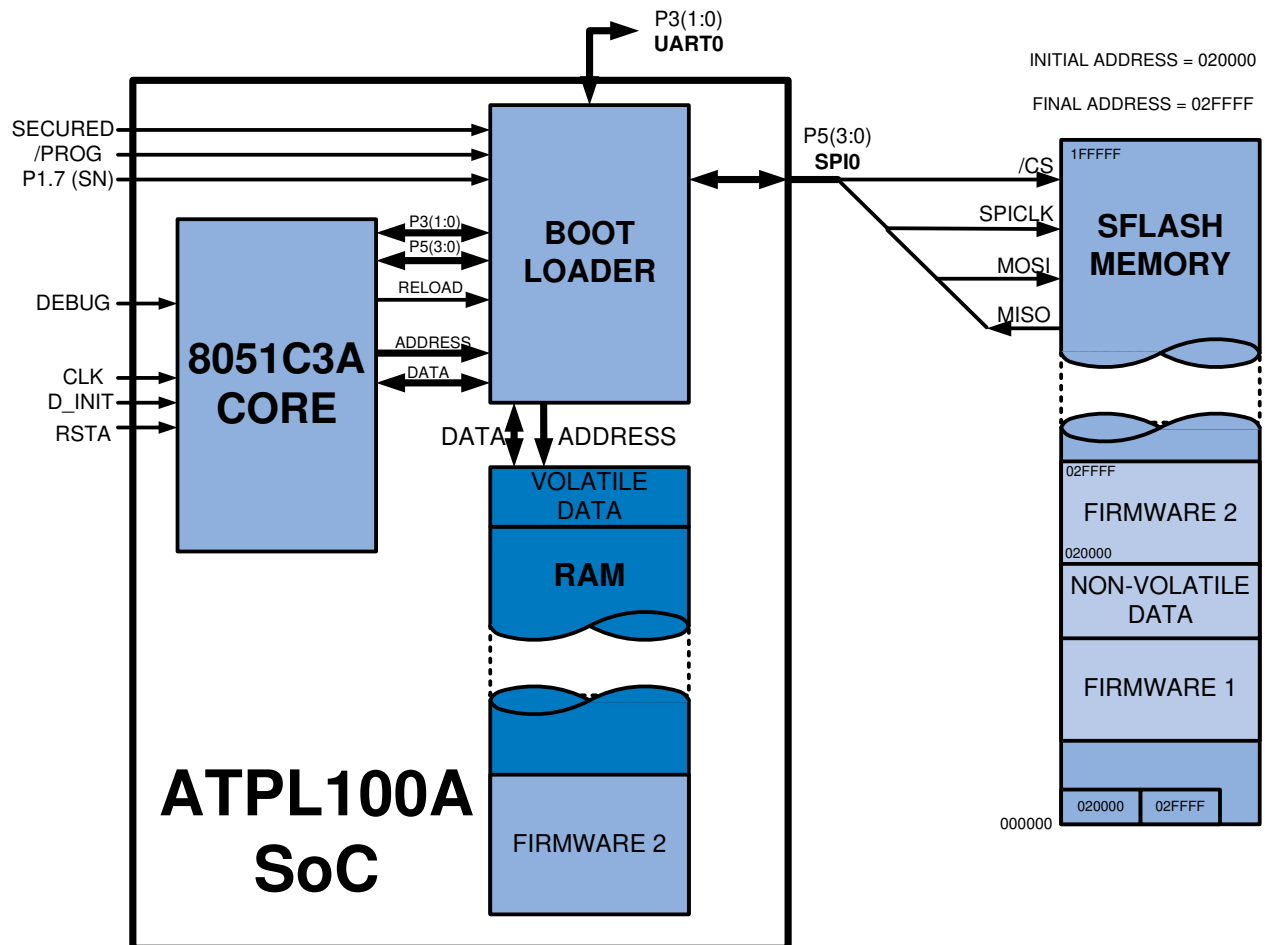 P3(1:0)
UART0
INITIAL ADDRESS = 020000
FINAL ADDRESS = 02FFFF
SECURED
/PROG
P1.7 (SN)
P5(3:0)
SPI0
/CS
SPICLK
MOSI
MISO
1FFFFF
SFLASH
MEMORY
BOOT
LOADER
P3(1:0)
P5(3:0)
RELOAD
ADDRESS
DATA
DEBUG
CLK
D_INIT
RSTA
8051C3A
CORE
DATA
ADDRESS
VOLATILE
DATA
RAM
02FFFF
FIRMWARE 2
020000
NON-VOLATILE
DATA
FIRMWARE 1
020000
02FFFF
000000
ATPL100A
SoC
FIRMWARE 2